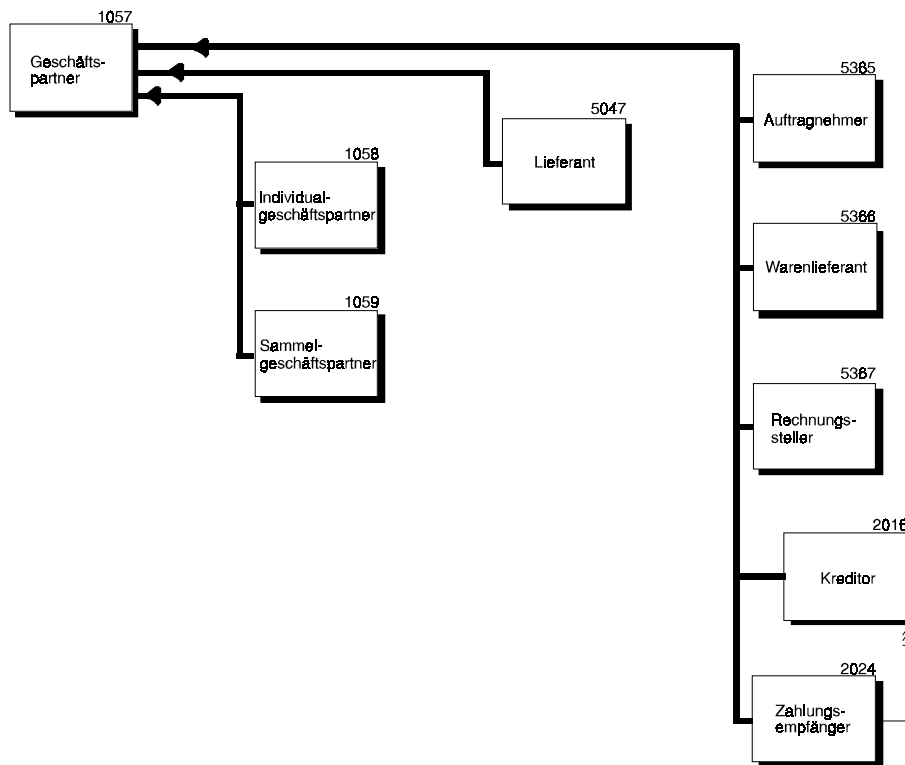 1057
Geschäfts-
partner
5365
Auftragnehmer
5047
Lieferant
1058
Individual-
geschäftspartner
5366
Warenlieferant
1059
Sammel-
geschäftspartner
5367
Rechnungs-
steller
2016
Kreditor
2024
Zahlungs-
empfänger